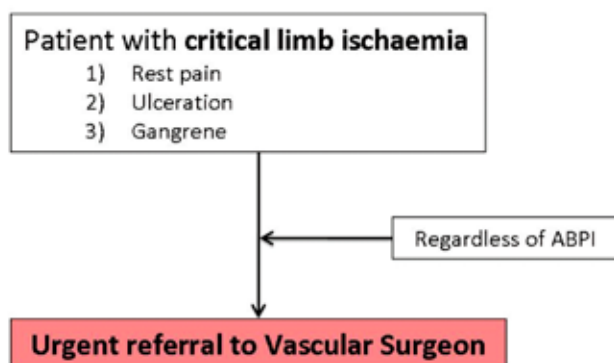 Patient with critical limb ischaemia
1) Rest pain
2) Ulceration
3) Gangrene
Regardless of ABPI
Urgent referral to Vascular Surgeon